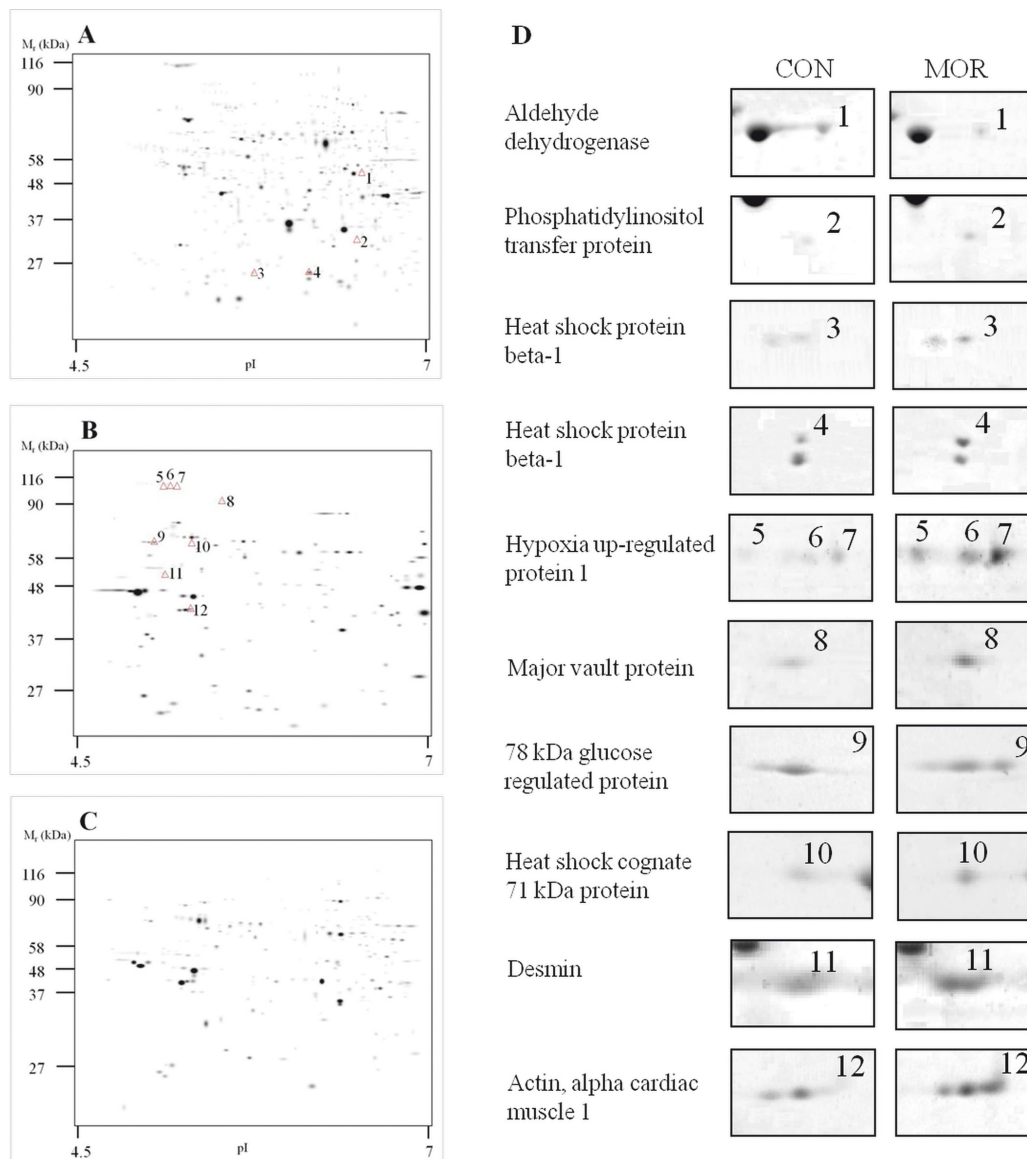 A
Mr (kDa)
116
90
58
48
37
27
1
2
3
4
4.5
pI
7
B
Mr (kDa)
116
90
58
48
37
27
5 6 7
8
9
10
11
12
4.5
7
C
Mr (kDa)
116
90
58
48
37
27
4.5
pI
7
D
CON MOR
Aldehyde
dehydrogenase
1 1
Phosphatidylinositol
transfer protein
2 2
Heat shock protein
beta-1
3 3
Heat shock protein
beta-1
4 4
Hypoxia up-regulated
protein 1
5 6 7 5 6 7
Major vault protein
8 8
78 kDa glucose
regulated protein
9 9
Heat shock cognate
71 kDa protein
10 10
Desmin
11 11
Actin, alpha cardiac
muscle 1
12 12